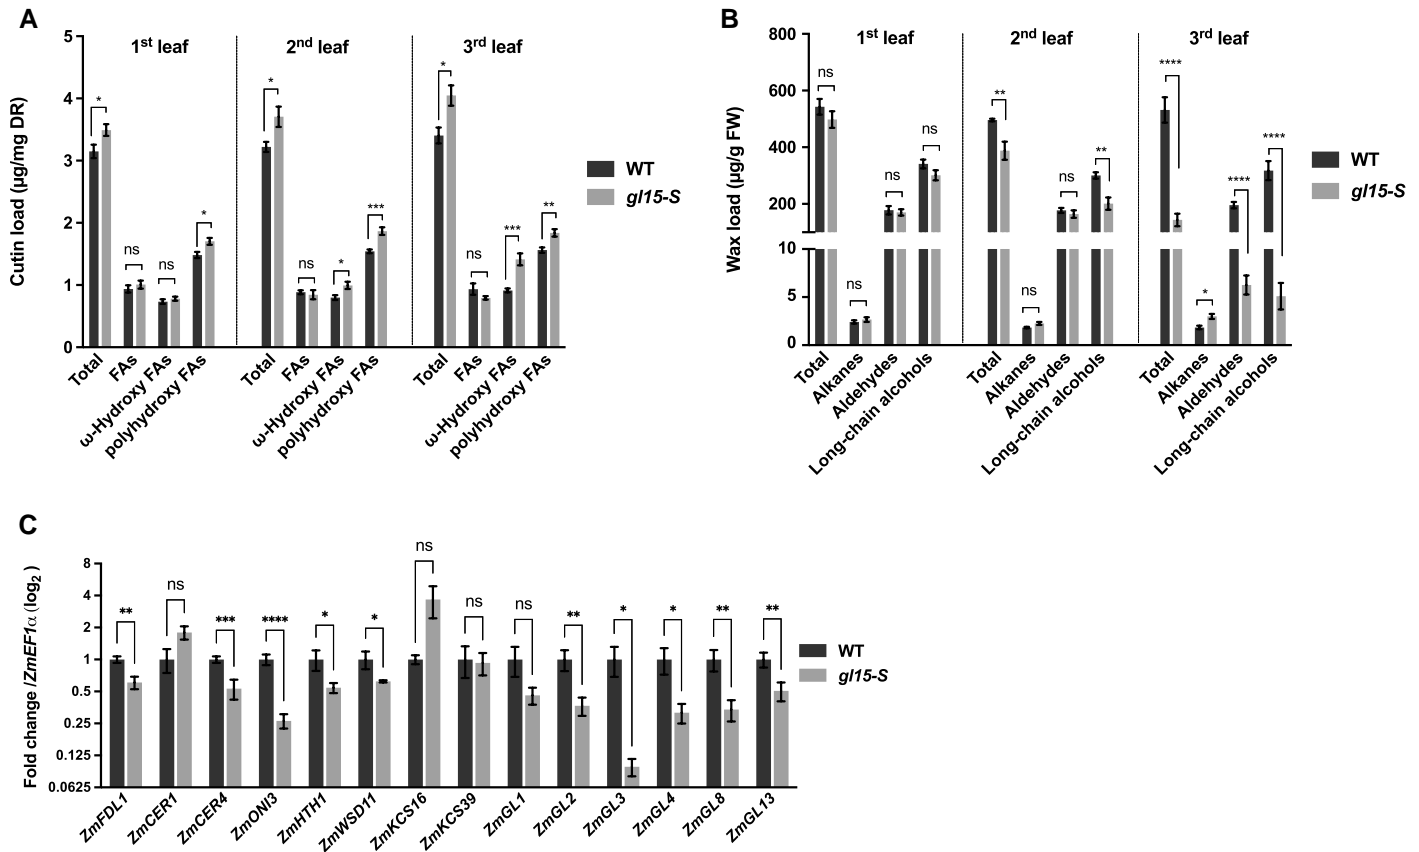 A
1st leaf 2nd leaf 3rd leaf
Cutin load (µg/mg DR)
5
4
3
2
1
0
* ns ns *
* ns * ***
* ns *** **
Total FAs ω-Hydroxy FAs polyhydroxy FAs
Total FAs ω-Hydroxy FAs polyhydroxy FAs
Total FAs ω-Hydroxy FAs polyhydroxy FAs
WT
gl15-S
B
1st leaf 2nd leaf 3rd leaf
Wax load (µg/g FW)
800
600
400
200
10
5
0
ns ns ns ns
** ns ns **
**** * **** ****
Total Alkanes Aldehydes Long-chain alcohols
Total Alkanes Aldehydes Long-chain alcohols
Total Alkanes Aldehydes Long-chain alcohols
WT
gl15-S
C
Fold change /ZmEF1α (log2)
8
4
2
1
0.5
0.25
0.125
0.0625
** ns *** **** * * ns ns ns ** * * ** **
ZmFDL1 ZmCER1 ZmCER4 ZmONI3 ZmHTH1 ZmWSD11 ZmKCS16 ZmKCS39 ZmGL1 ZmGL2 ZmGL3 ZmGL4 ZmGL8 ZmGL13
WT
gl15-S